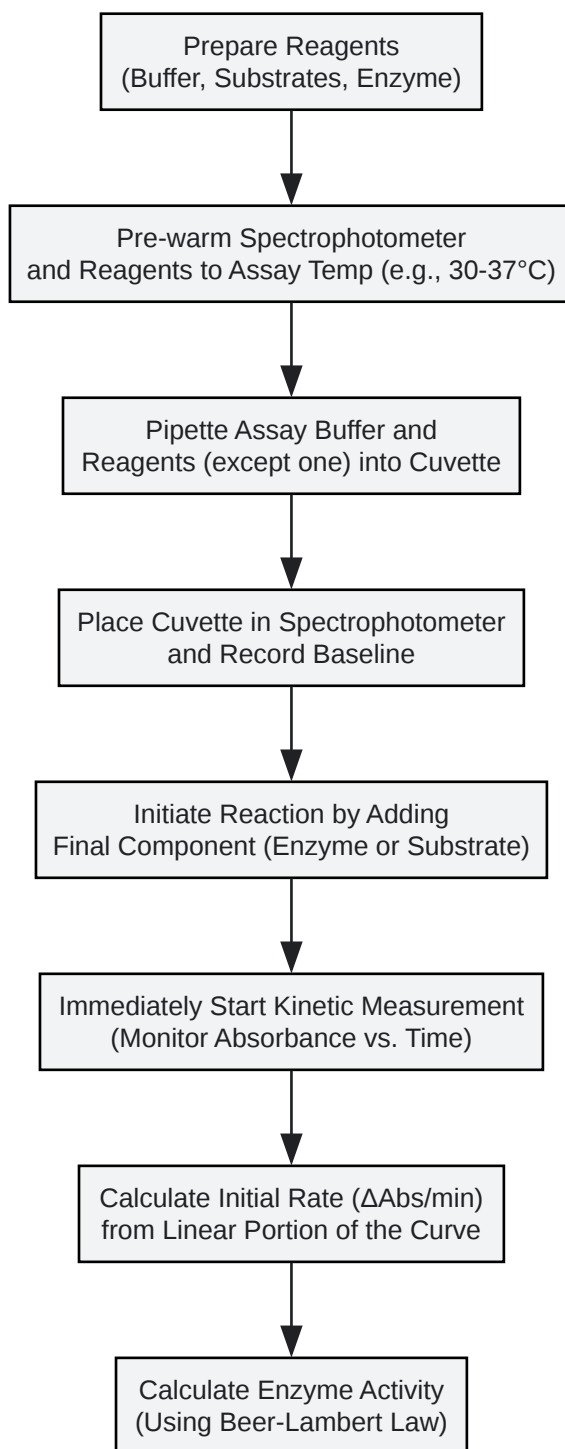 Prepare Reagents
(Buffer, Substrates, Enzyme)
Pre-warm Spectrophotometer
and Reagents to Assay Temp (e.g., 30-37°C)
Pipette Assay Buffer and
Reagents (except one) into Cuvette
Place Cuvette in Spectrophotometer
and Record Baseline
Initiate Reaction by Adding
Final Component (Enzyme or Substrate)
Immediately Start Kinetic Measurement
(Monitor Absorbance vs. Time)
Calculate Initial Rate (ΔAbs/min)
from Linear Portion of the Curve
Calculate Enzyme Activity
(Using Beer-Lambert Law)